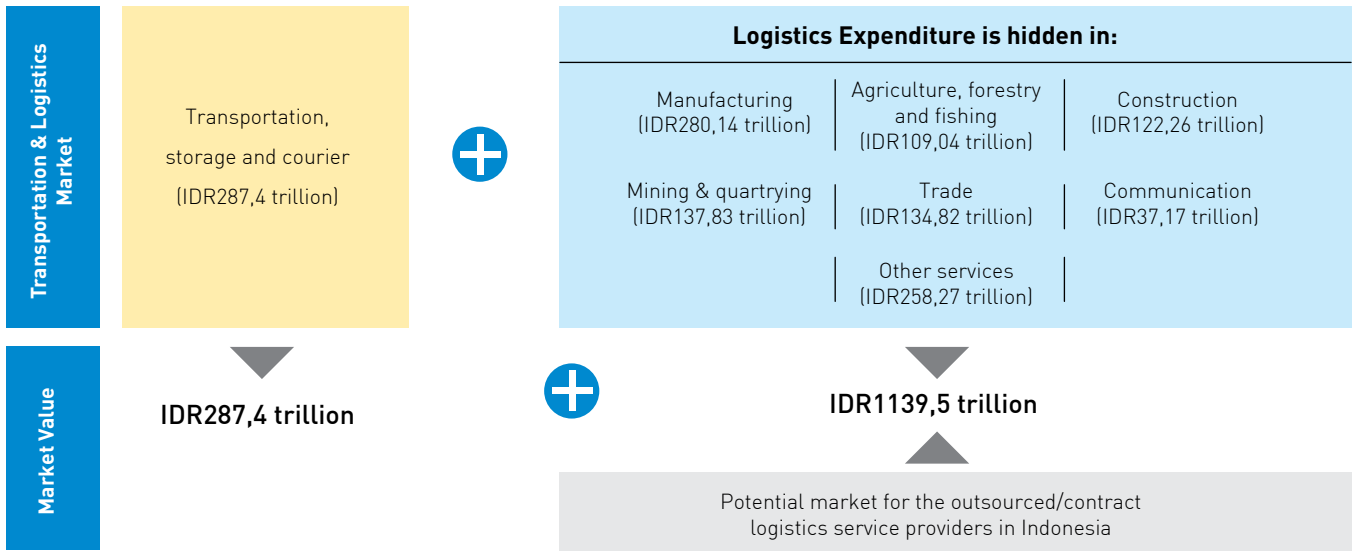 Transportation & Logistics
Market
Transportation,
storage and courier
(IDR287,4 trillion)
Logistics Expenditure is hidden in:
Manufacturing
(IDR280,14 trillion)
Agriculture, forestry
and fishing
(IDR109,04 trillion)
Construction
(IDR122,26 trillion)
Mining & quartrying
(IDR137,83 trillion)
Trade
(IDR134,82 trillion)
Communication
(IDR37,17 trillion)
Other services
(IDR258,27 trillion)
Market Value
IDR287,4 trillion
IDR1139,5 trillion
Potential market for the outsourced/contract
logistics service providers in Indonesia